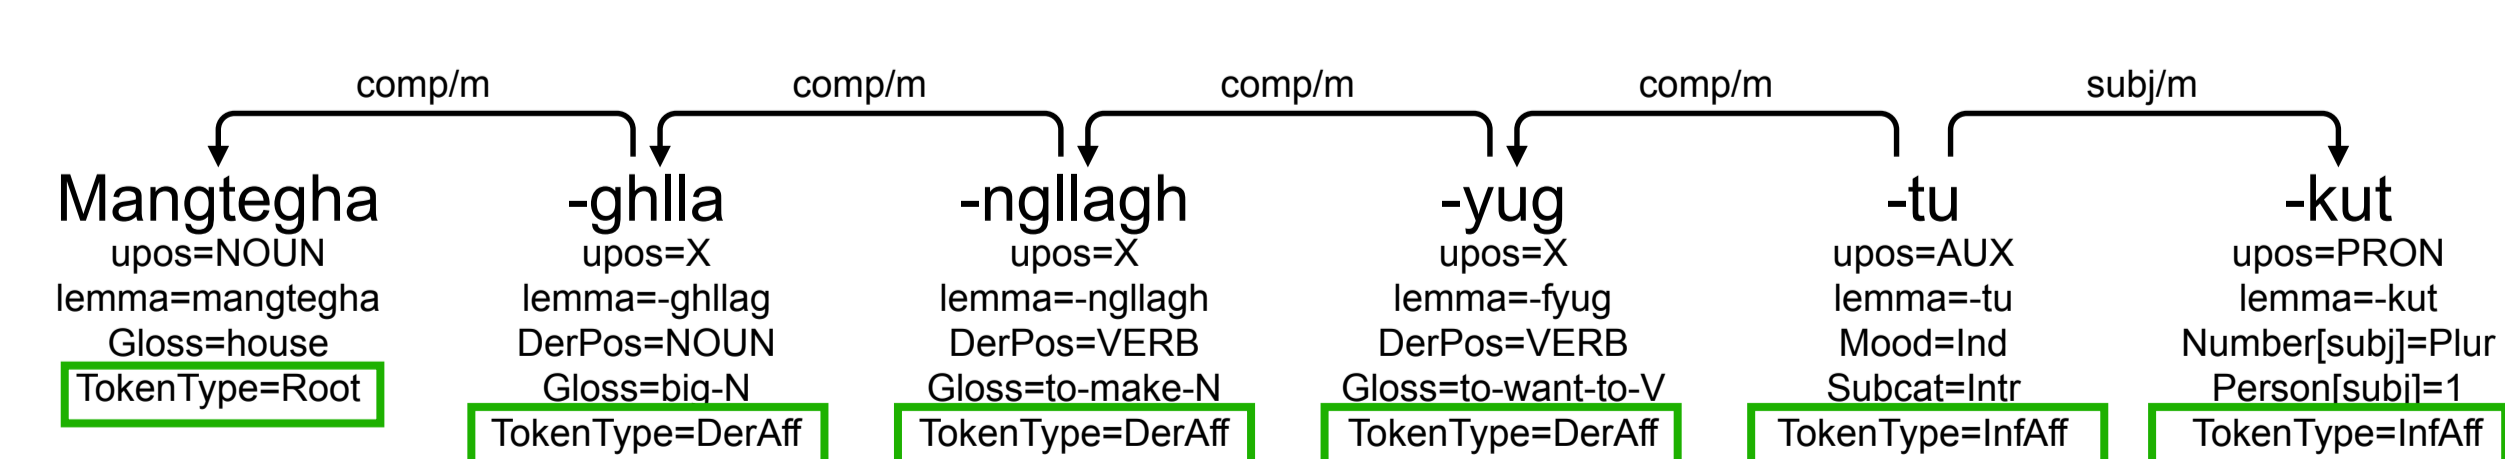 comp/m comp/m comp/m comp/m subj/m
Mangtegha -ghlla -ngllagh -yug -tu -kut
upos=NOUN upos=X upos=X upos=X upos=AUX upos=PRON
lemma=mangtegha lemma=-ghllag lemma=-ngllagh lemma=-fyug lemma=-tu lemma=-kut
Gloss=house DerPos=NOUN DerPos=VERB DerPos=VERB Mood=Ind Number[subj]=Plur
TokenType=Root Gloss=big-N Gloss=to-make-N Gloss=to-want-to-V Subcat=Intr Person[subj]=1
TokenType=DerAff TokenType=DerAff TokenType=DerAff TokenType=InfAff TokenType=InfAff